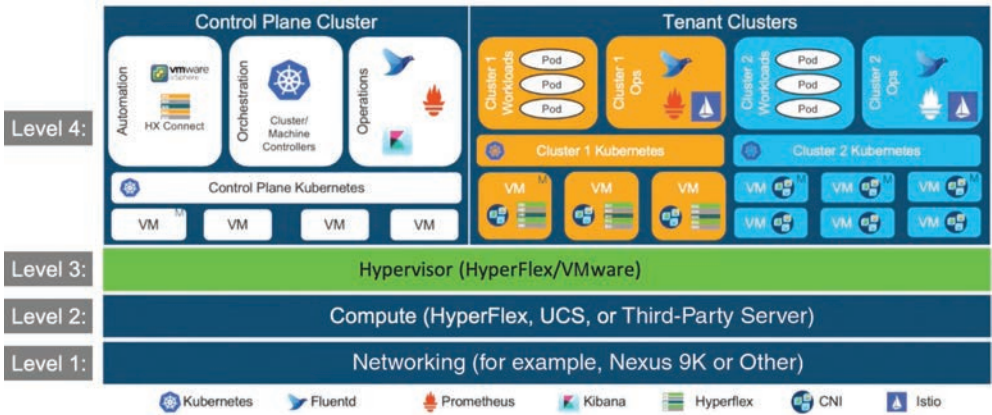 Control Plane Cluster
Tenant Clusters
Level 4:
Automation
vmware
vSphere
HX Connect
Orchestration
Cluster/
Machine
Controllers
Operations
Cluster 1
Workloads
Pod
Pod
Pod
Cluster 1
Ops
Cluster 2
Workloads
Pod
Pod
Pod
Cluster 2
Ops
Control Plane Kubernetes
Cluster 1 Kubernetes
Cluster 2 Kubernetes
VM M
VM
VM
VM
VM M
VM
VM
VM M
VM M
VM M
VM
VM
VM
Level 3:
Hypervisor (HyperFlex/VMware)
Level 2:
Compute (HyperFlex, UCS, or Third-Party Server)
Level 1:
Networking (for example, Nexus 9K or Other)
Kubernetes
Fluentd
Prometheus
Kibana
Hyperflex
CNI
Istio